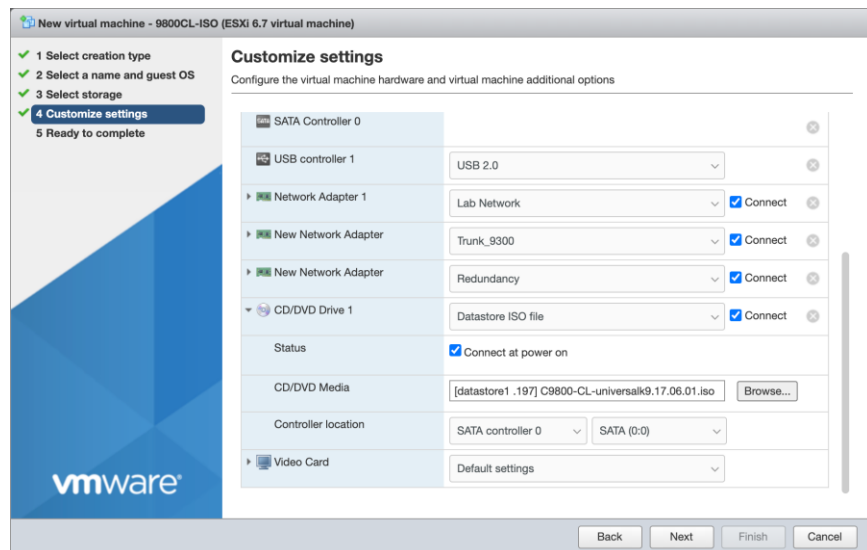 New virtual machine - 9800CL-ISO (ESXi 6.7 virtual machine)
1 Select creation type
2 Select a name and guest OS
3 Select storage
4 Customize settings
5 Ready to complete
Customize settings
Configure the virtual machine hardware and virtual machine additional options
SATA Controller 0
USB controller 1 USB 2.0
Network Adapter 1 Lab Network Connect
New Network Adapter Trunk_9300 Connect
New Network Adapter Redundancy Connect
CD/DVD Drive 1 Datastore ISO file Connect
Status Connect at power on
CD/DVD Media [datastore1 .197] C9800-CL-universalk9.17.06.01.iso Browse...
Controller location SATA controller 0 SATA (0:0)
Video Card Default settings
vmware®
Back Next Finish Cancel